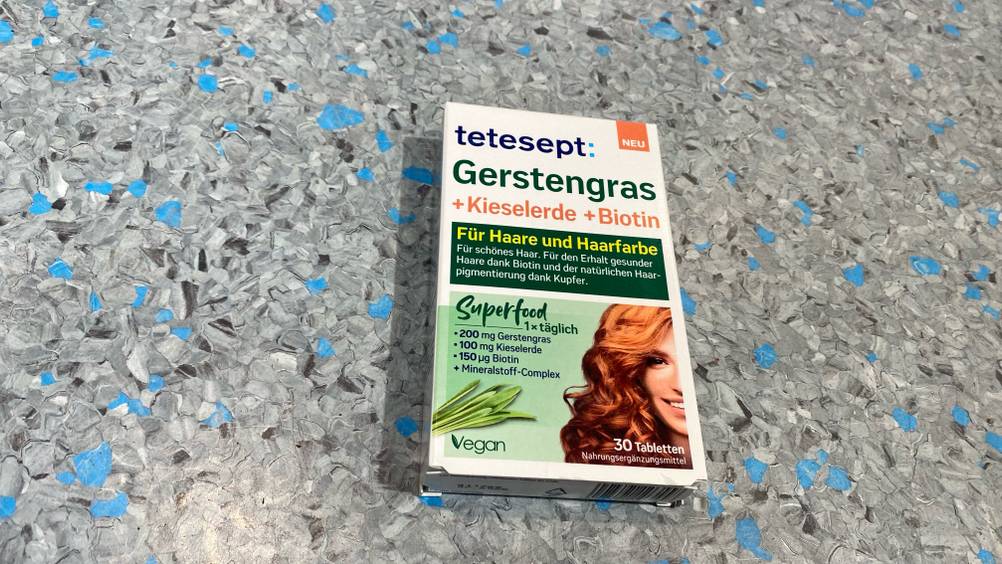 tetesept:
NEU
Gerstengras
+Kieselerde +Biotin
Für Haare und Haarfarbe
Für schönes Haar. Für den Erhalt gesunder
Haare dank Biotin und der natürlichen Haar-
pigmentierung dank Kupfer.
Superfood
1× täglich
• 200 mg Gerstengras
• 100 mg Kieselerde
• 150 µg Biotin
+ Mineralstoff-Complex
Vegan
30 Tabletten
Nahrungsergänzungsmittel